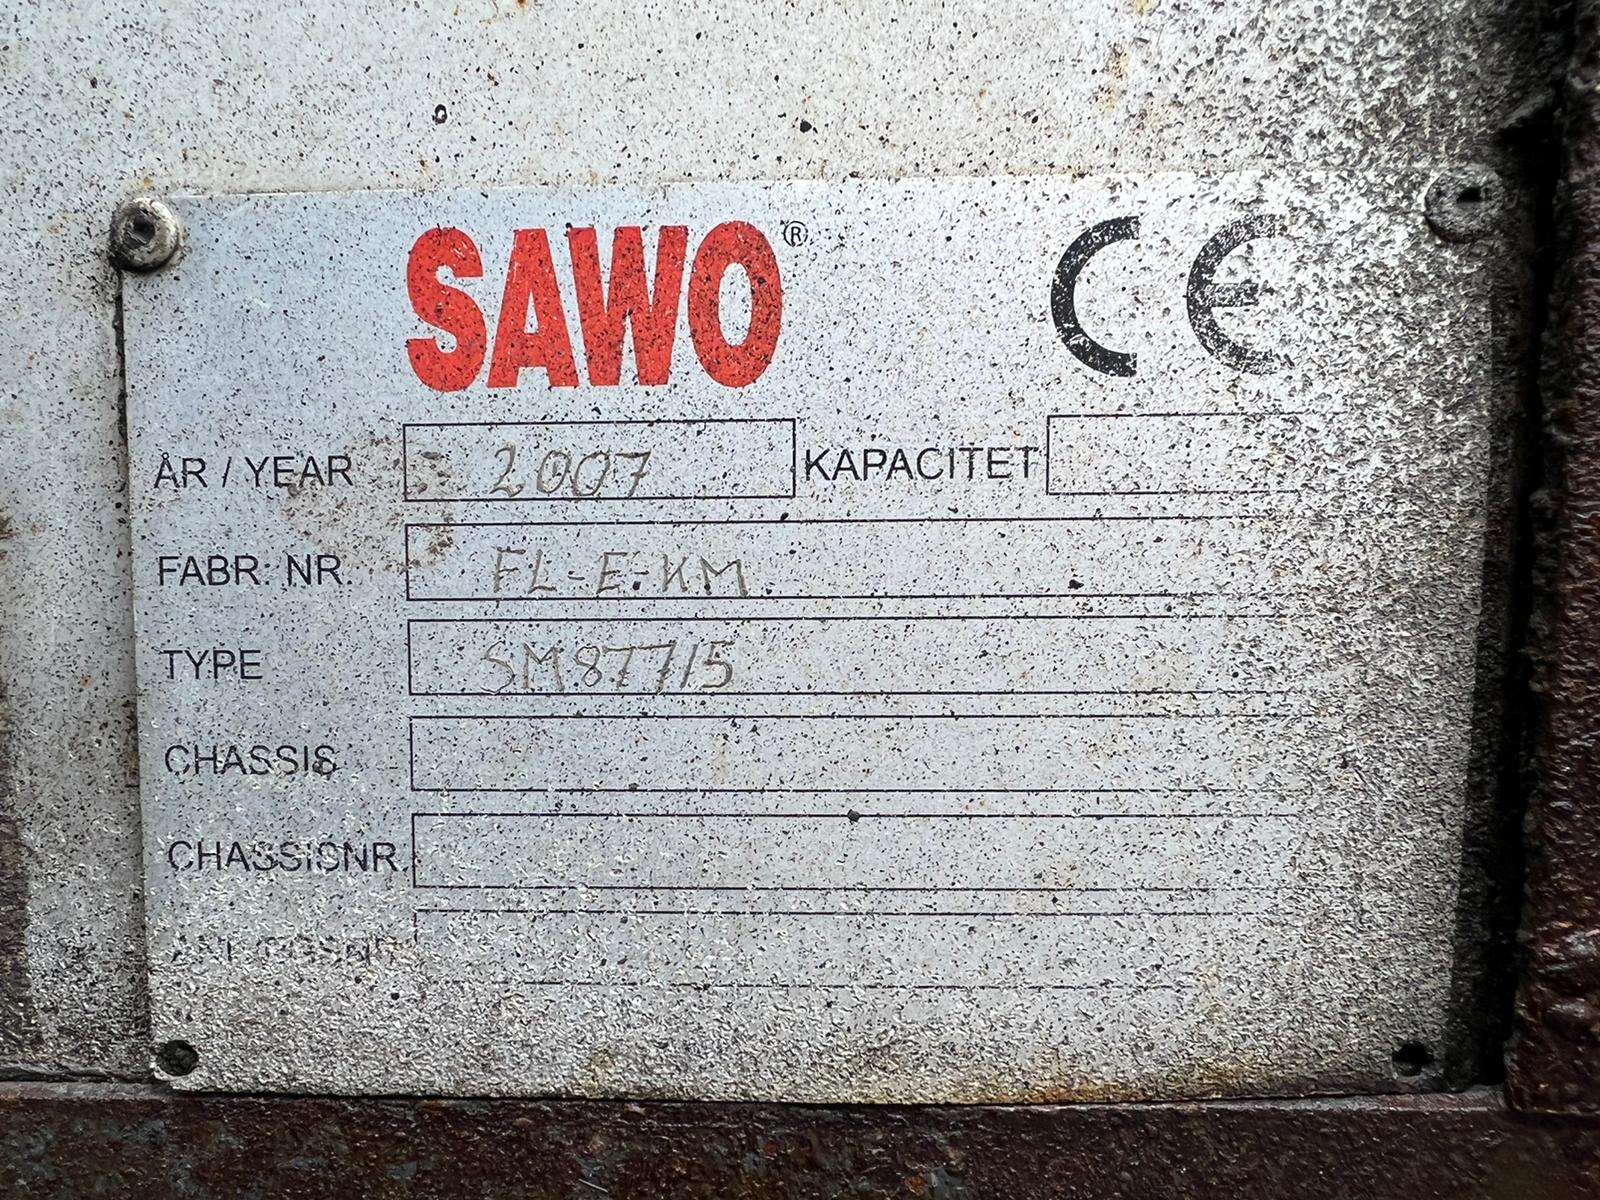 SAWO®
CE
ÅR / YEAR 2007 KAPACITET
FABR. NR. FL-E-KM
TYPE SM87715
CHASSIS
CHASSISNR.